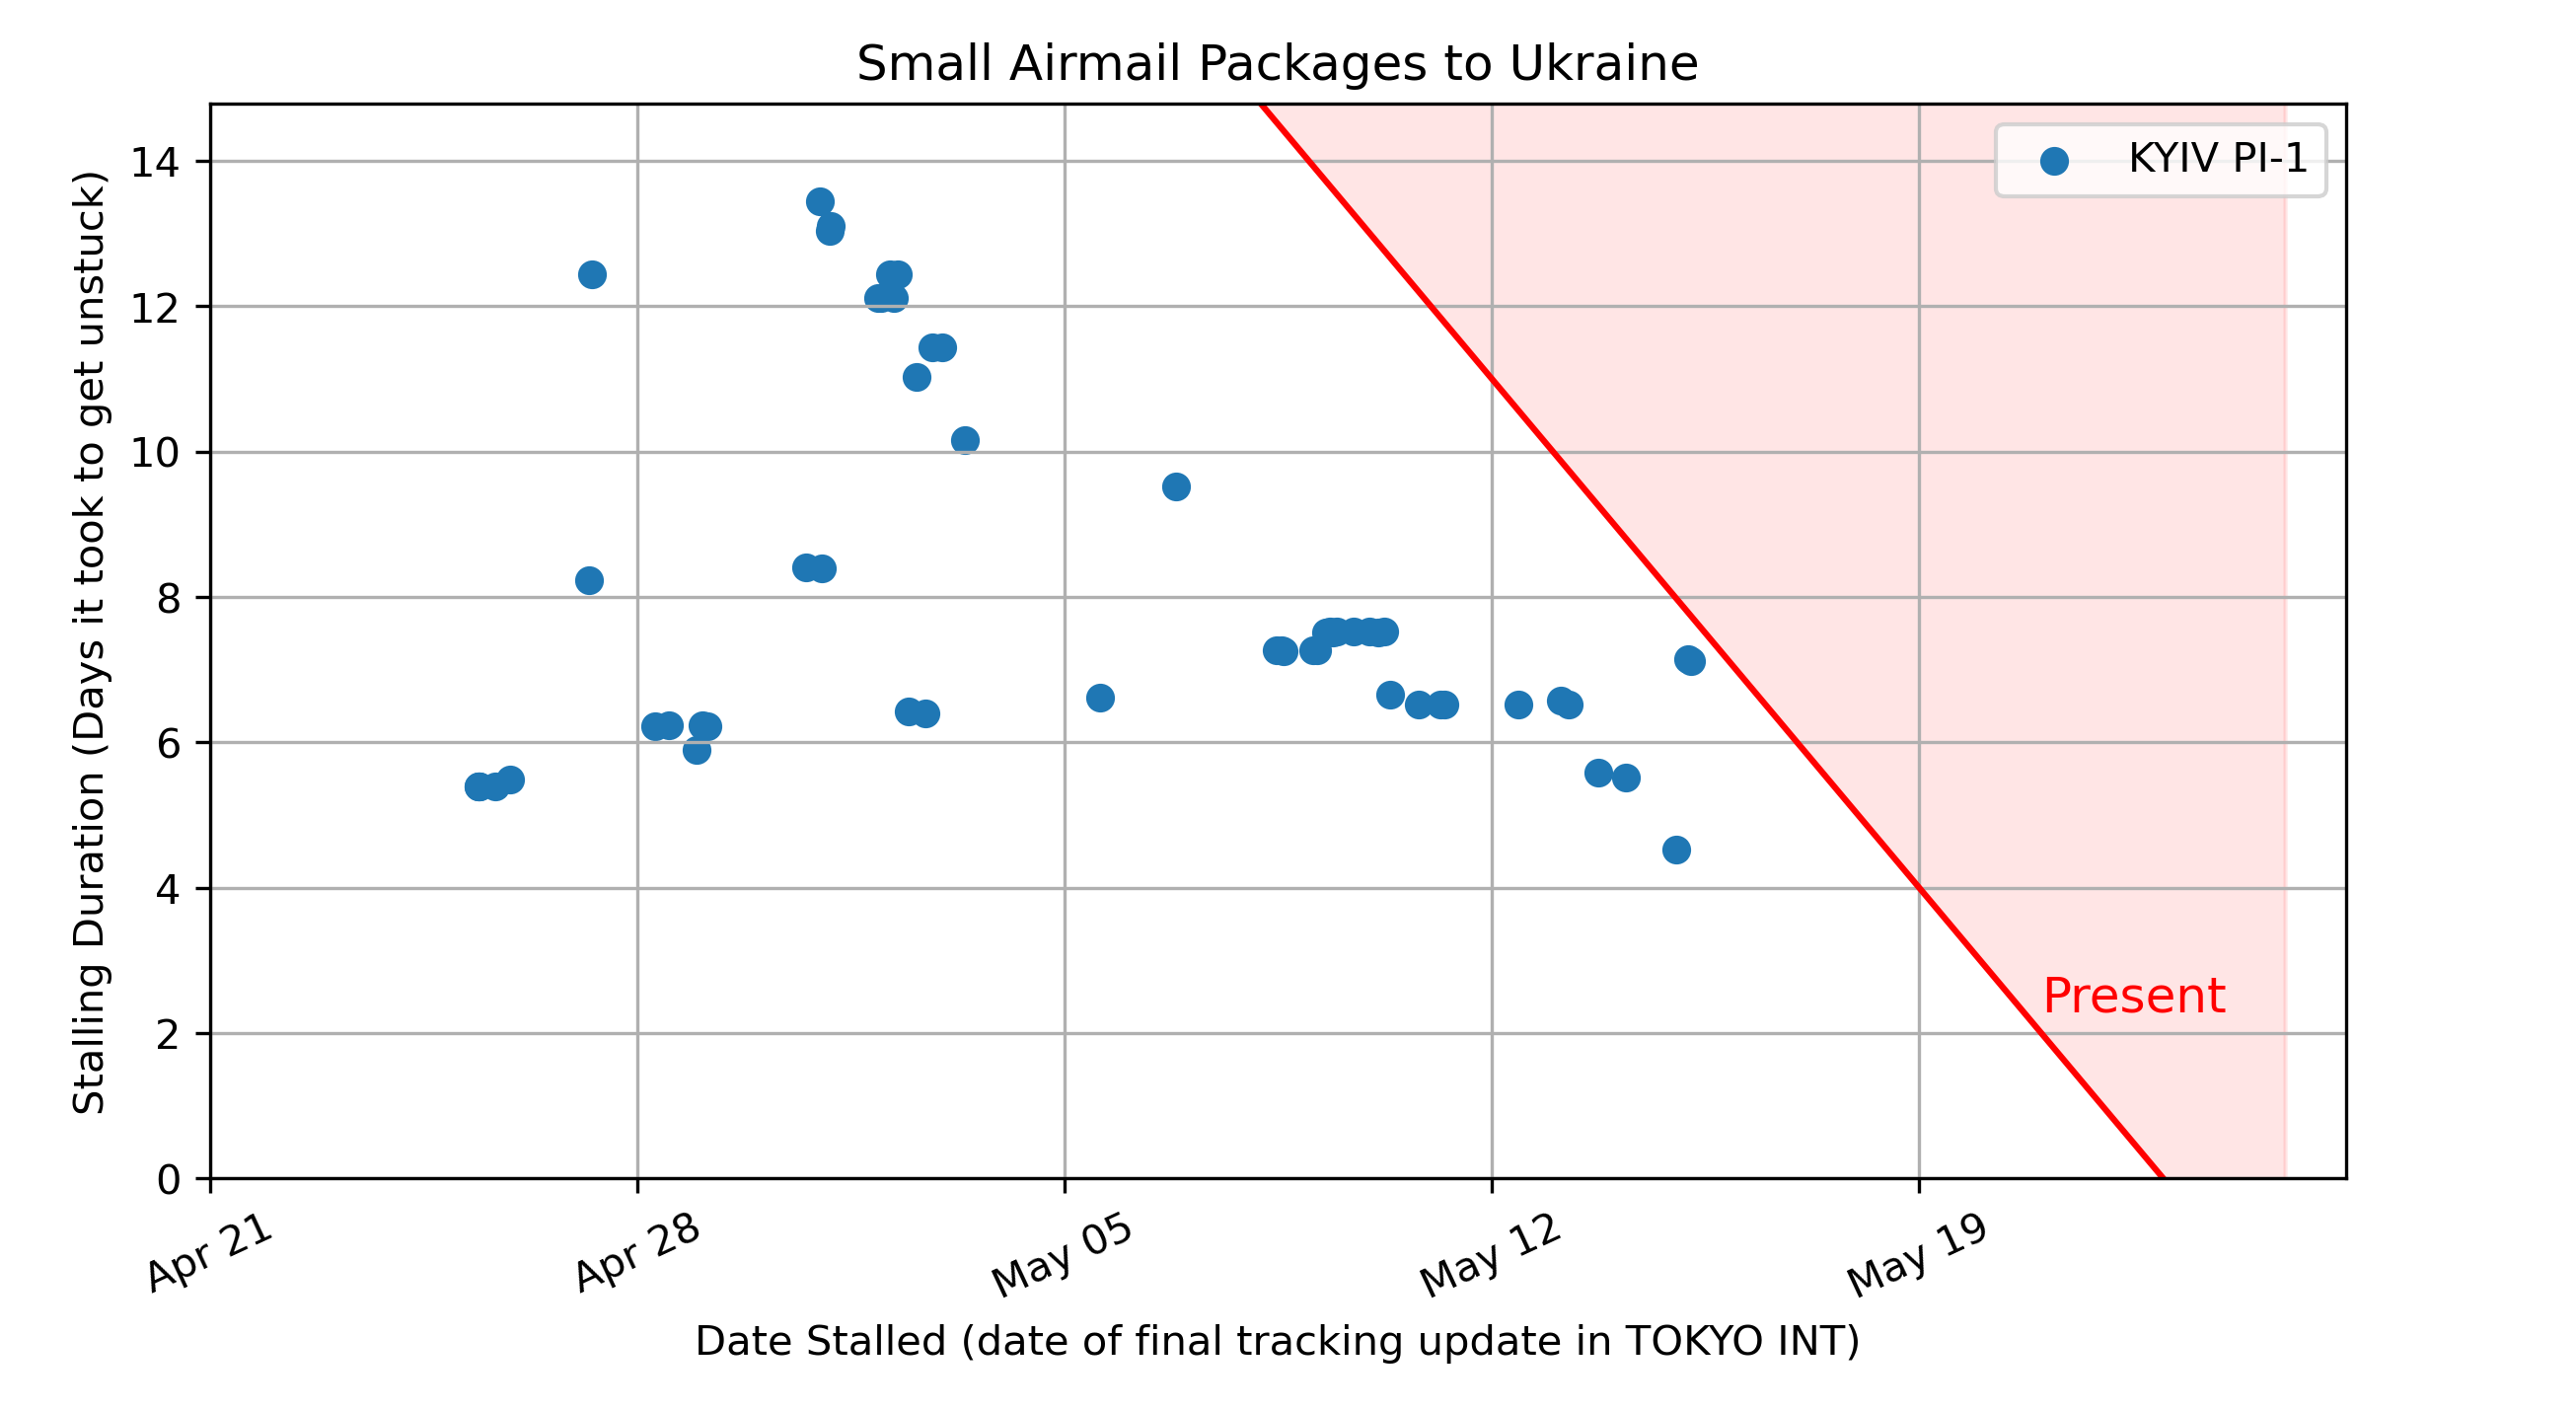 Small Airmail Packages to Ukraine
KYIV PI-1
Stalling Duration (Days it took to get unstuck)
14
12
10
8
6
4
2
0
Present
Apr 21
Apr 28
May 05
May 12
May 19
Date Stalled (date of final tracking update in TOKYO INT)